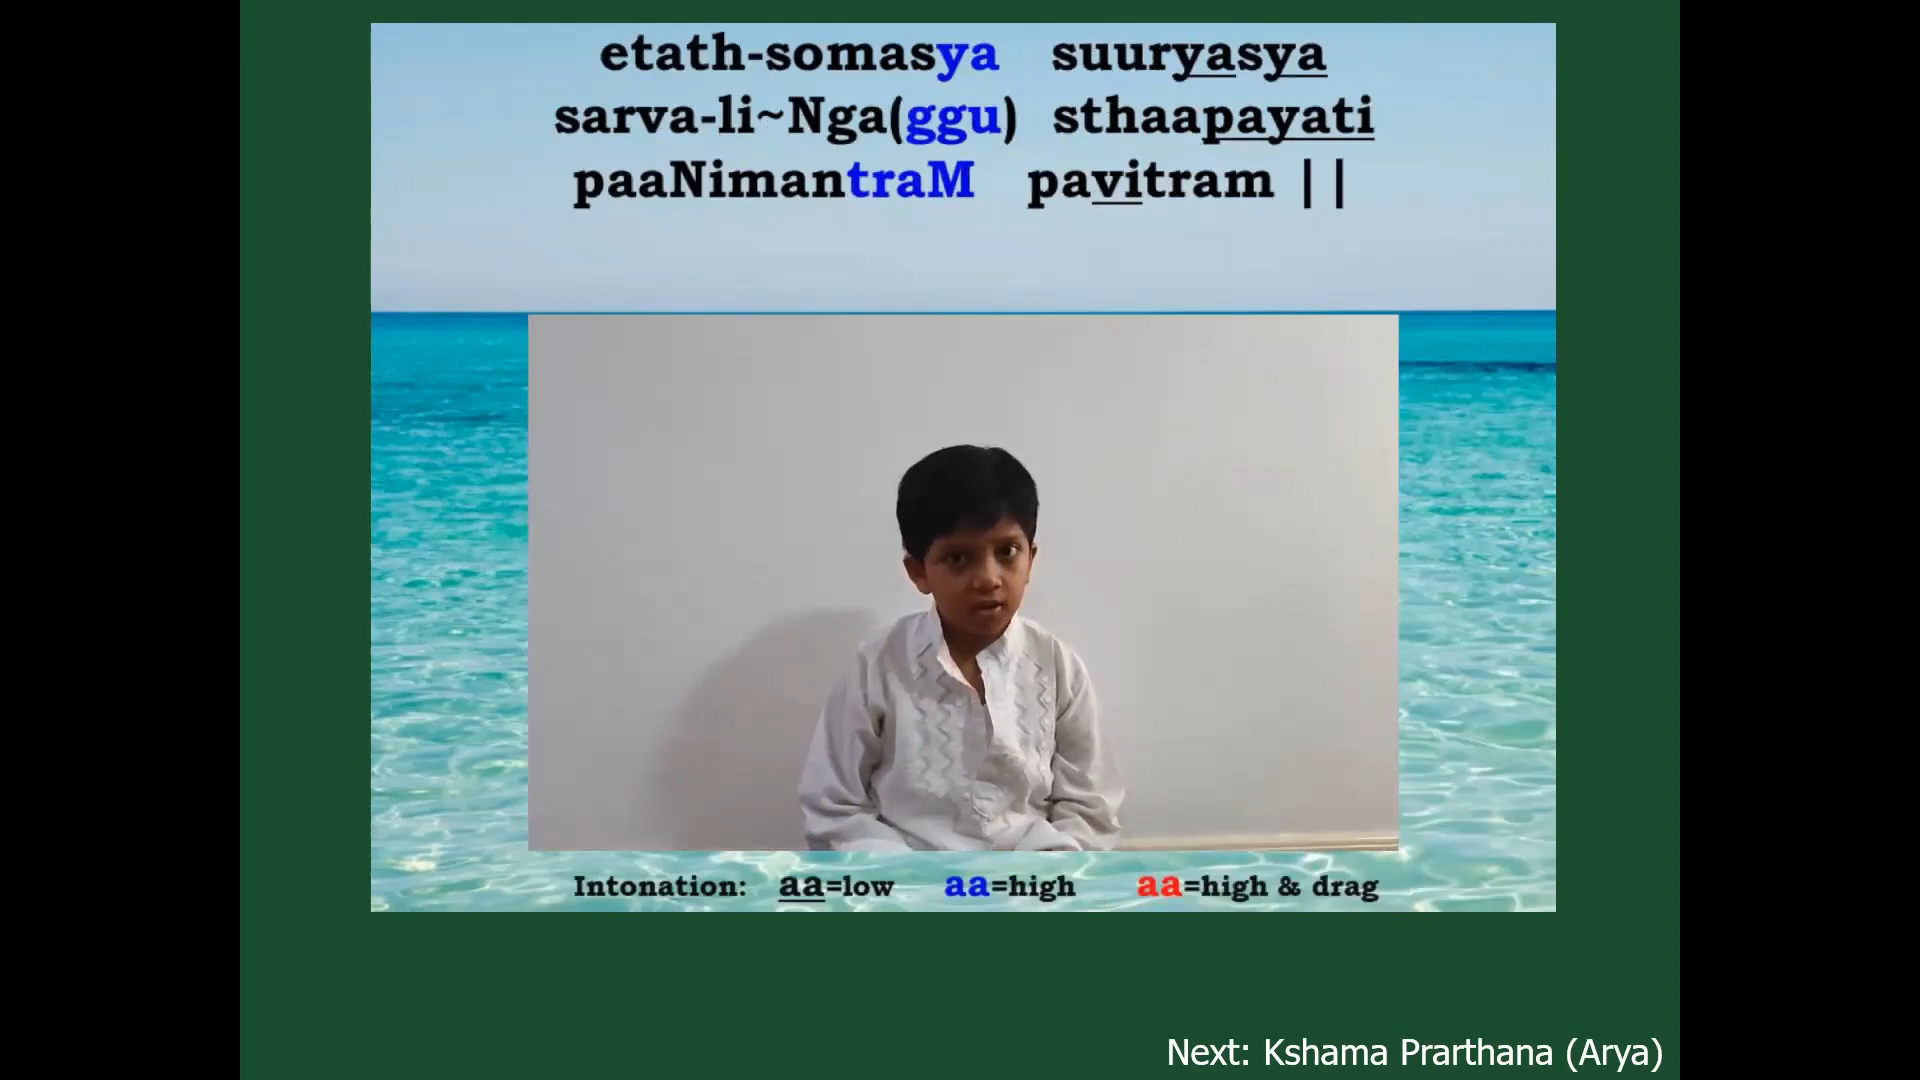 etath-somasya suuryasya
sarva-li~Nga(ggu) sthaapayati
paaNimantraM pavitram ||
Intonation: aa=low aa=high aa=high & drag
Next: Kshama Prarthana (Arya)